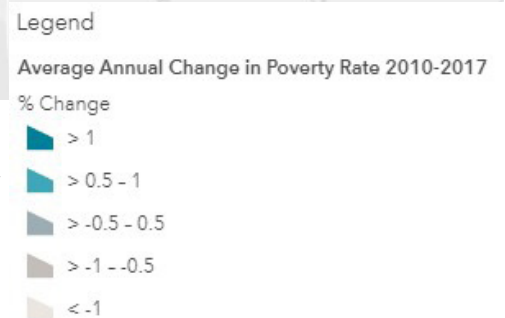 Legend
Average Annual Change in Poverty Rate 2010-2017
% Change
> 1
> 0.5 - 1
> -0.5 - 0.5
> -1 - -0.5
< -1